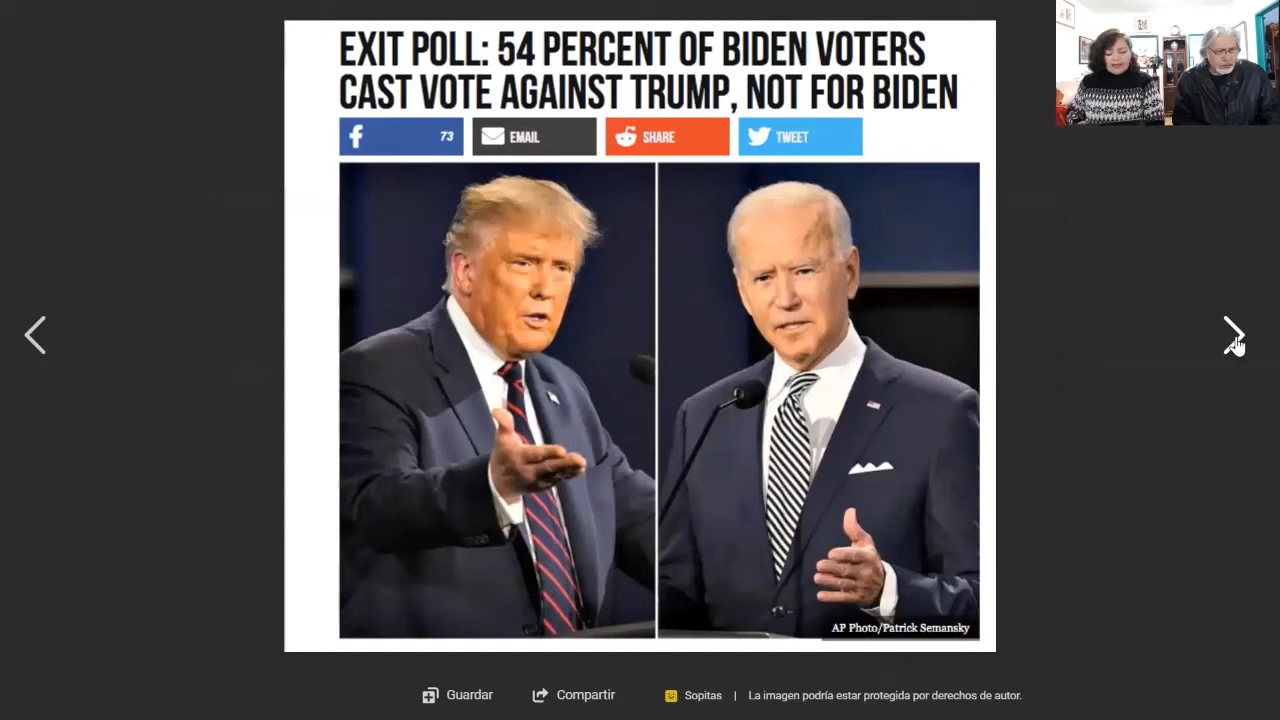 EXIT POLL: 54 PERCENT OF BIDEN VOTERS
CAST VOTE AGAINST TRUMP, NOT FOR BIDEN
73
EMAIL
SHARE
TWEET
AP Photo/Patrick Semansky
Guardar
Compartir
Sopitas | La imagen podría estar protegida por derechos de autor.